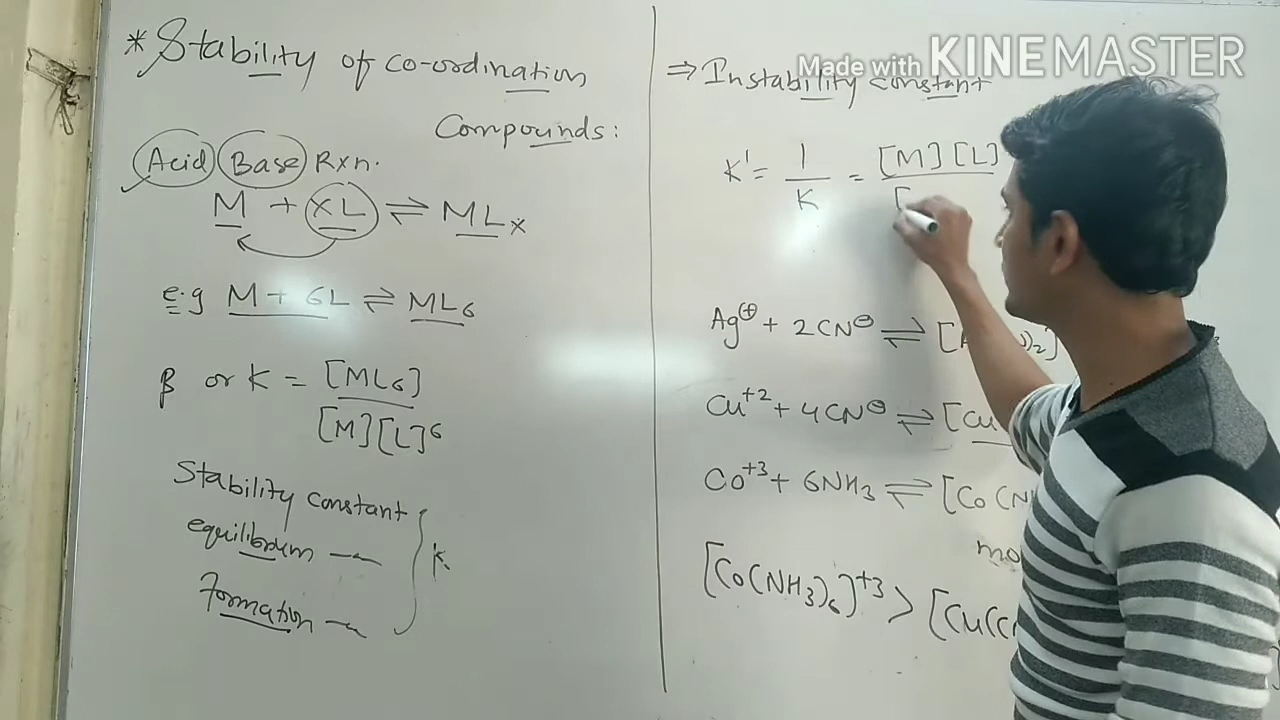 * Stability of co-ordination
Compounds:
Acid Base Rxn.
M + xL ⇌ MLx
e.g M + 6L ⇌ ML6
β or K = [ML6]
[M][L]6
Stability constant
equilibrium —〃
formation —〃
K
Made with KINEMASTER
⇒ Instability constant
K' = 1/K = [M][L]
[
Ag⊕ + 2CN⊖ ⇌ [
Cu+2 + 4CN⊖ ⇌ [Cu
Co+3 + 6NH3 ⇌ [Co(N
[Co(NH3)6]+3 > [Cu(C